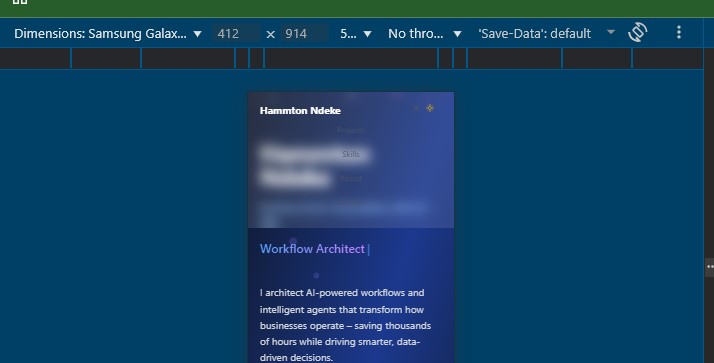 Dimensions: Samsung Galax... ▼ 412 × 914 5... ▼ No thro... ▼ 'Save-Data': default
Hammton Ndeke
Projects
Skills
Ndeke
Workflow Architect|
I architect AI-powered workflows and
intelligent agents that transform how
businesses operate – saving thousands
of hours while driving smarter, data-
driven decisions.